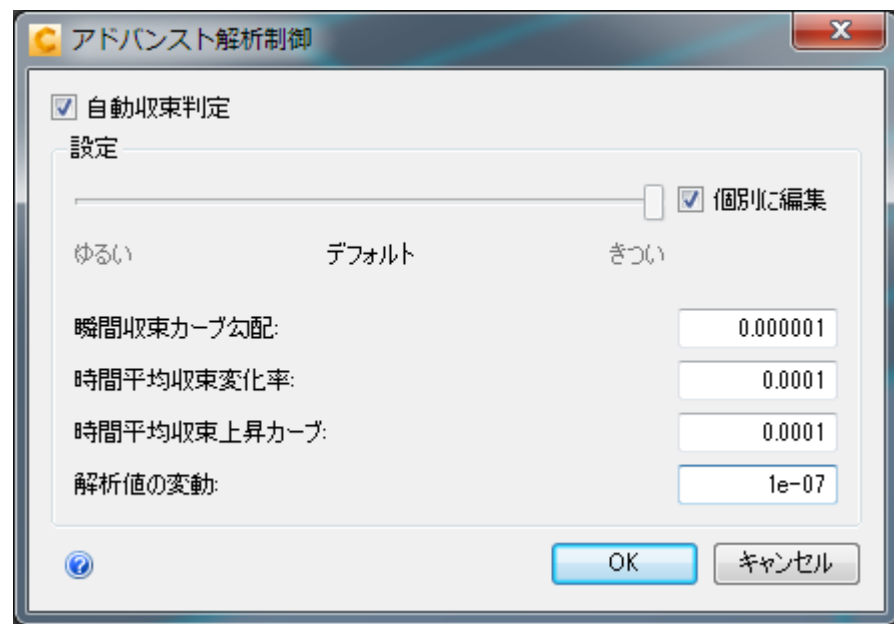 アドバンスト解析制御
自動収束判定
設定
個別に編集
ゆるい デフォルト きつい
瞬間収束カーブ勾配: 0.000001
時間平均収束変化率: 0.0001
時間平均収束上昇カーブ: 0.0001
解析値の変動: 1e-07
OK キャンセル